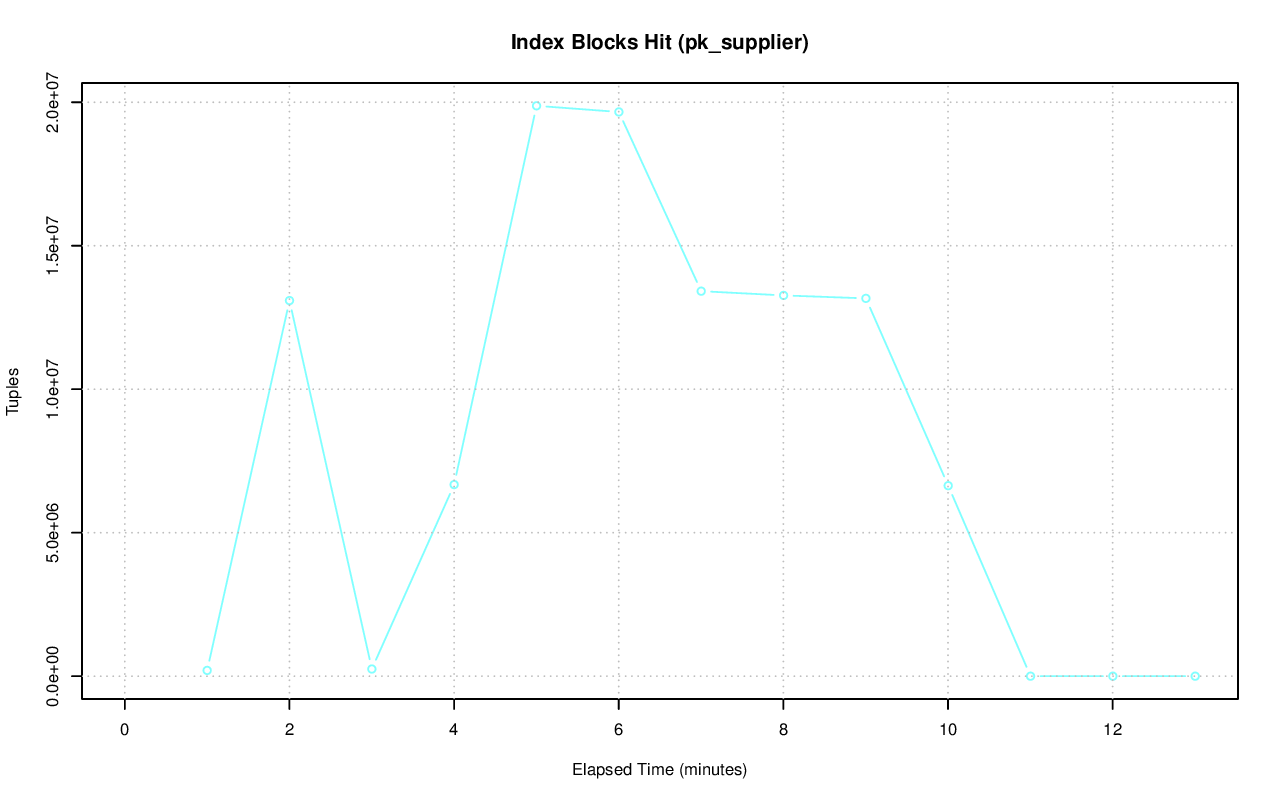 Index Blocks Hit (pk_supplier)
2.0e+07
1.5e+07
1.0e+07
5.0e+06
0.0e+00
Tuples
0 2 4 6 8 10 12
Elapsed Time (minutes)